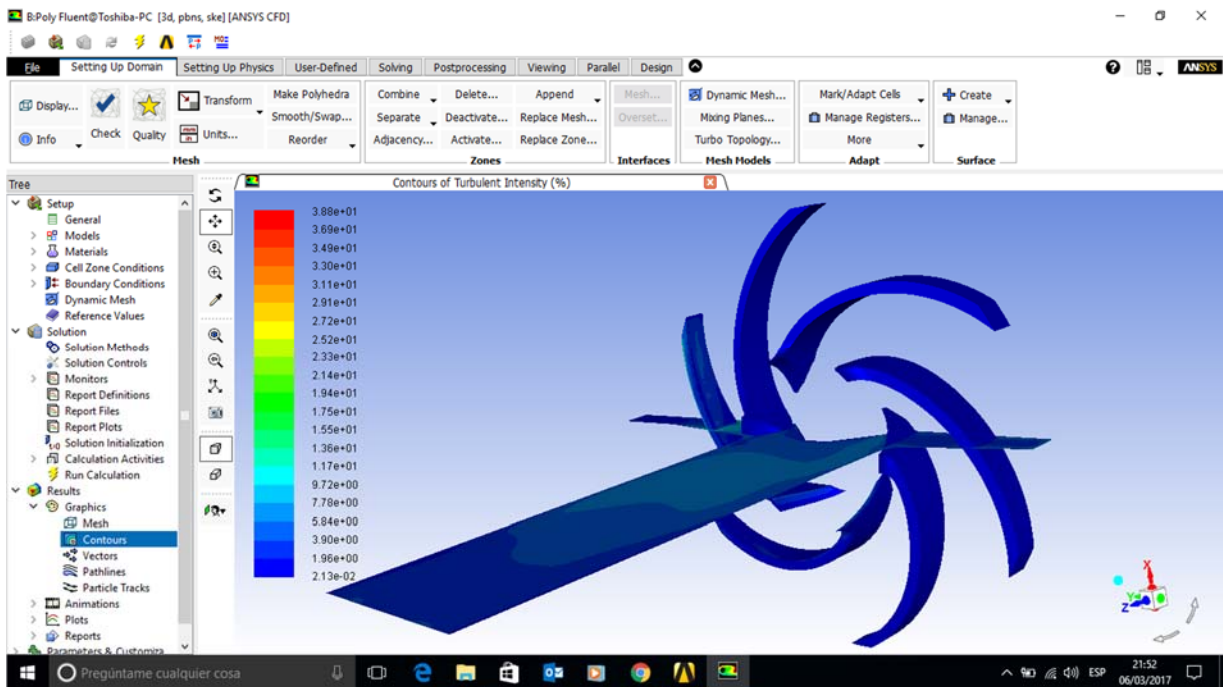 B:Poly Fluent@Toshiba-PC [3d, pbns, ske] [ANSYS CFD]
File Setting Up Domain Setting Up Physics User-Defined Solving Postprocessing Viewing Parallel Design ANSYS
Display... Info Check Quality Transform Units... Make Polyhedra Smooth/Swap... Reorder
Mesh
Combine Delete... Append
Separate Deactivate... Replace Mesh...
Adjacency... Activate... Replace Zone...
Zones
Mesh...
Overset...
Interfaces
Dynamic Mesh...
Mixing Planes...
Turbo Topology...
Mesh Models
Mark/Adapt Cells
Manage Registers...
More
Adapt
Create
Manage...
Surface
Tree
Setup
General
Models
Materials
Cell Zone Conditions
Boundary Conditions
Dynamic Mesh
Reference Values
Solution
Solution Methods
Solution Controls
Monitors
Report Definitions
Report Files
Report Plots
Solution Initialization
Calculation Activities
Run Calculation
Results
Graphics
Mesh
Contours
Vectors
Pathlines
Particle Tracks
Animations
Plots
Reports
Parameters & Customiza
Contours of Turbulent Intensity (%)
3.88e+01
3.69e+01
3.49e+01
3.30e+01
3.11e+01
2.91e+01
2.72e+01
2.52e+01
2.33e+01
2.14e+01
1.94e+01
1.75e+01
1.55e+01
1.36e+01
1.17e+01
9.72e+00
7.78e+00
5.84e+00
3.90e+00
1.96e+00
2.13e-02
X
Y
Z
Pregúntame cualquier cosa
ESP
21:52
06/03/2017